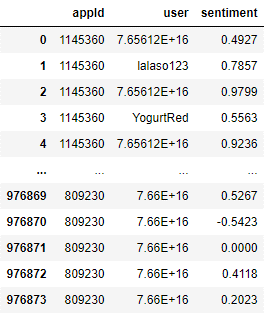 appId user sentiment
0 1145360 7.65612E+16 0.4927
1 1145360 lalaso123 0.7857
2 1145360 7.65612E+16 0.9799
3 1145360 YogurtRed 0.5563
4 1145360 7.65612E+16 0.9236
... ... ... ...
976869 809230 7.66E+16 0.5267
976870 809230 7.66E+16 -0.5423
976871 809230 7.66E+16 0.0000
976872 809230 7.66E+16 0.4118
976873 809230 7.66E+16 0.2023